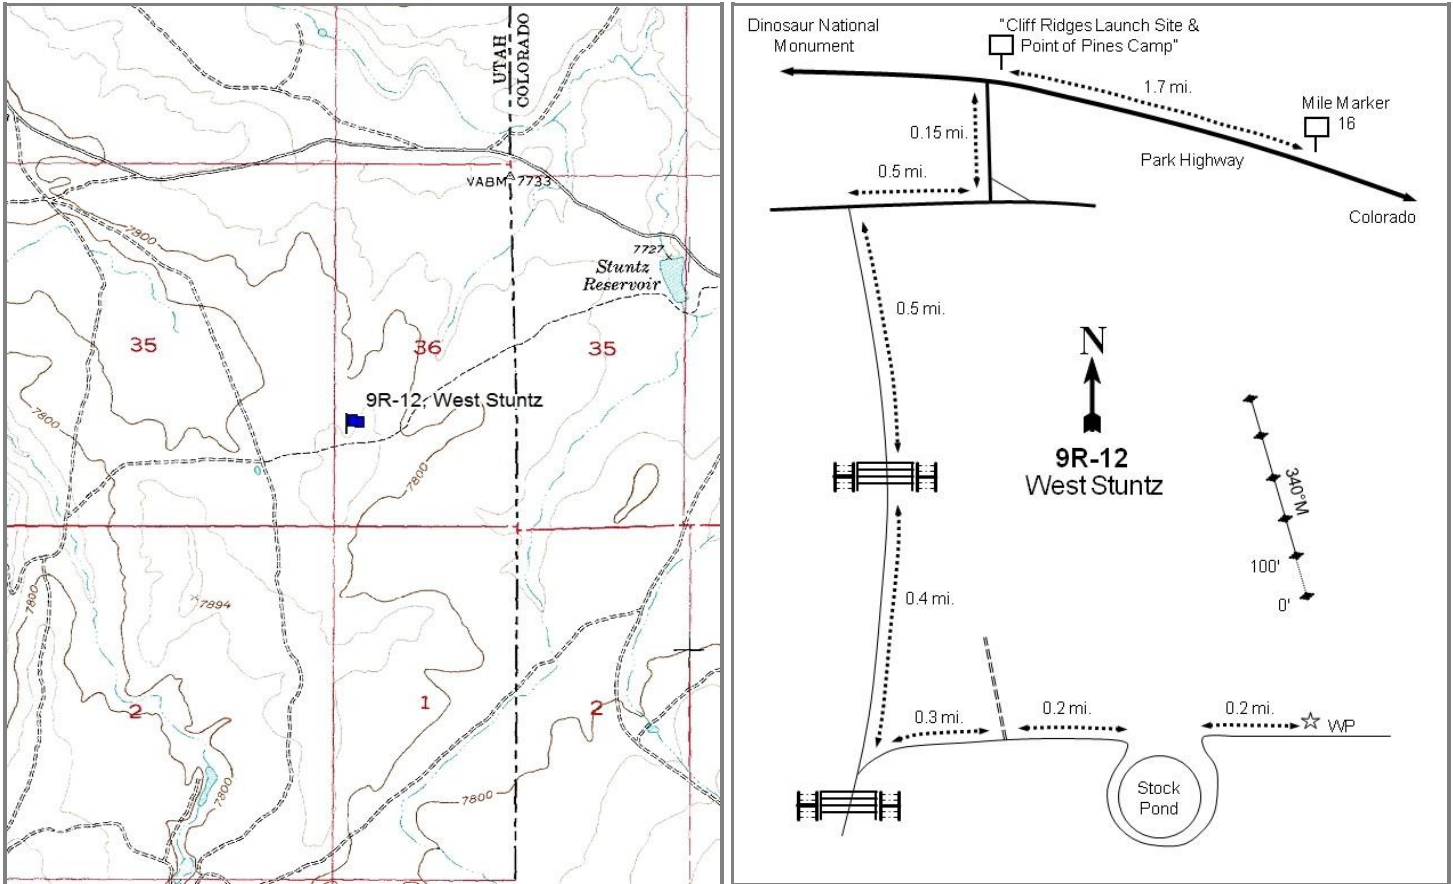 UTAH
COLORADO
VABM 7733
7800
7727
Stuntz
Reservoir
35
36
35
9R-12, West Stuntz
7800
7800
7800
7894
2
1
2
7800
7800
Dinosaur National
Monument
"Cliff Ridges Launch Site &
Point of Pines Camp"
1.7 mi.
Mile Marker
16
0.15 mi.
Park Highway
0.5 mi.
Colorado
0.5 mi.
N
9R-12
West Stuntz
340°M
100'
0'
0.4 mi.
0.3 mi.
0.2 mi.
0.2 mi.
WP
Stock
Pond